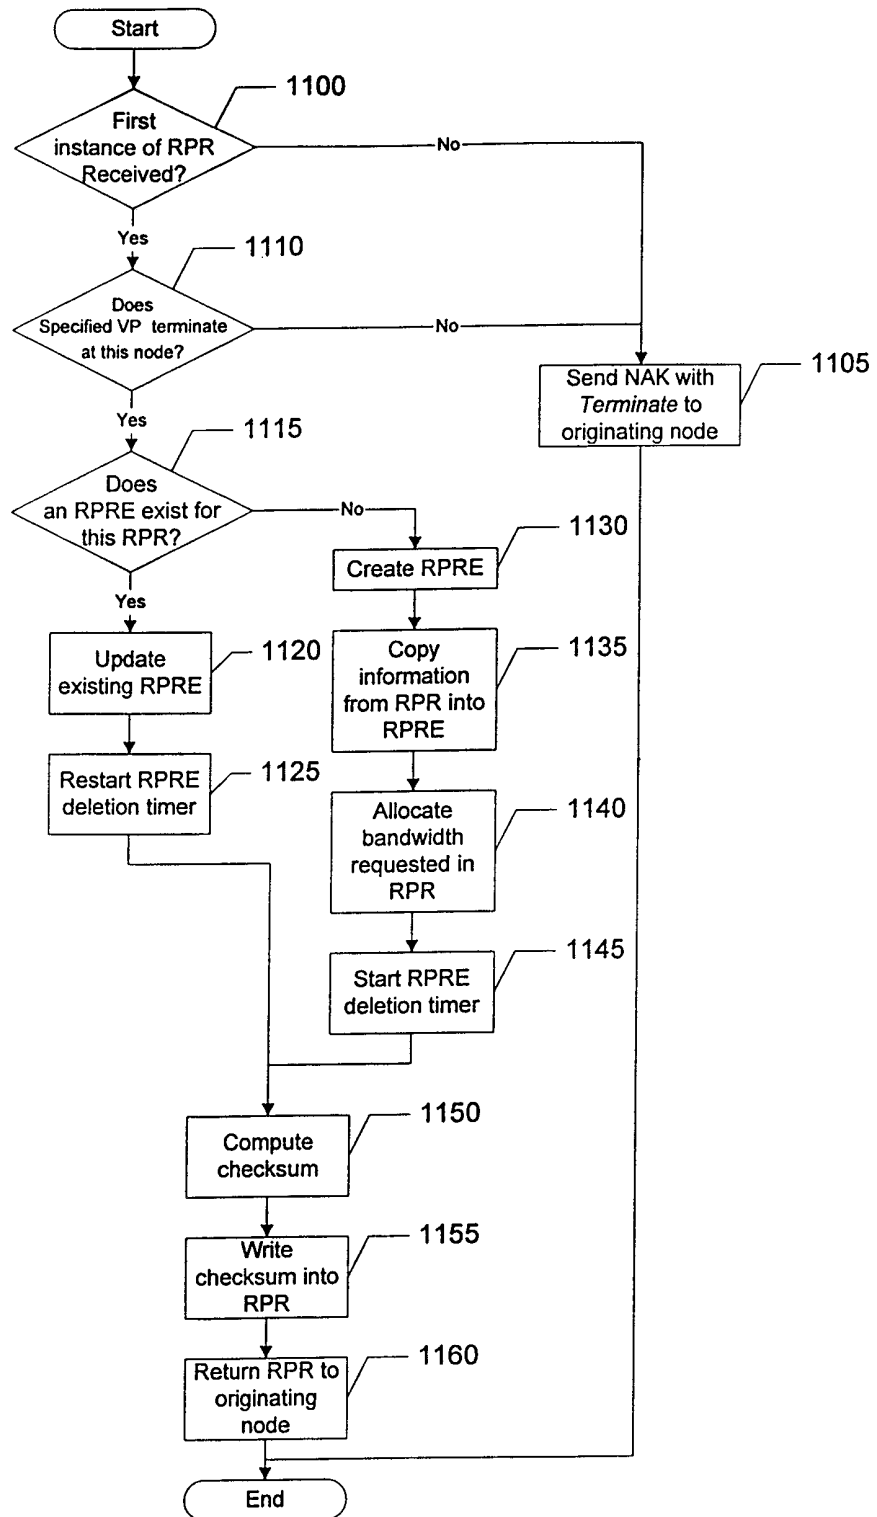 Start
1100
First
instance of RPR
Received?
No
Yes
1110
Does
Specified VP terminate
at this node?
No
1105
Send NAK with
Terminate to
originating node
Yes
1115
Does
an RPRE exist for
this RPR?
No
1130
Create RPRE
Yes
1120
Update
existing RPRE
1135
Copy
information
from RPR into
RPRE
1125
Restart RPRE
deletion timer
1140
Allocate
bandwidth
requested in
RPR
1145
Start RPRE
deletion timer
1150
Compute
checksum
1155
Write
checksum into
RPR
1160
Return RPR to
originating
node
End